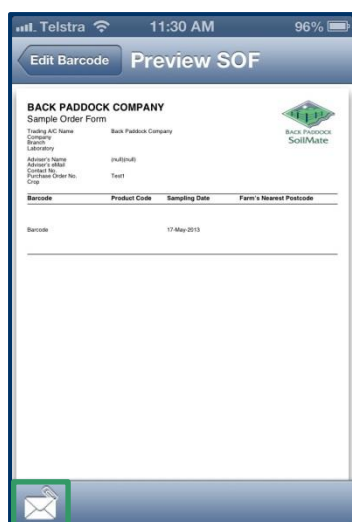 Telstra 11:30 AM 96%
Edit Barcode Preview SOF
BACK PADDOCK COMPANY
Sample Order Form
Trading A/C Name Back Paddock Company
Company
Branch
Laboratory
BACK PADDOCK
SoilMate
Adviser's Name (null)(null)
Adviser's eMail
Contact No.
Purchase Order No. Test1
Crop
Barcode Product Code Sampling Date Farm's Nearest Postcode
Barcode 17-May-2013